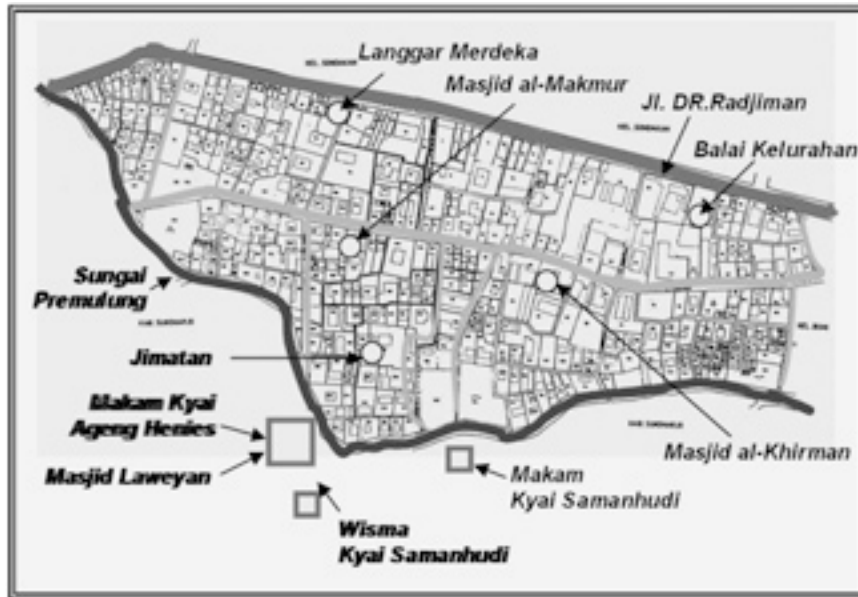 Langgar Merdeka
Masjid al-Makmur
Jl. DR.Radjiman
Balai Kelurahan
Sungai
Premulung
Jimatan
Makam Kyai
Ageng Henies
Masjid Laweyan
Masjid al-Khirman
Makam
Kyai Samanhudi
Wisma
Kyai Samanhudi